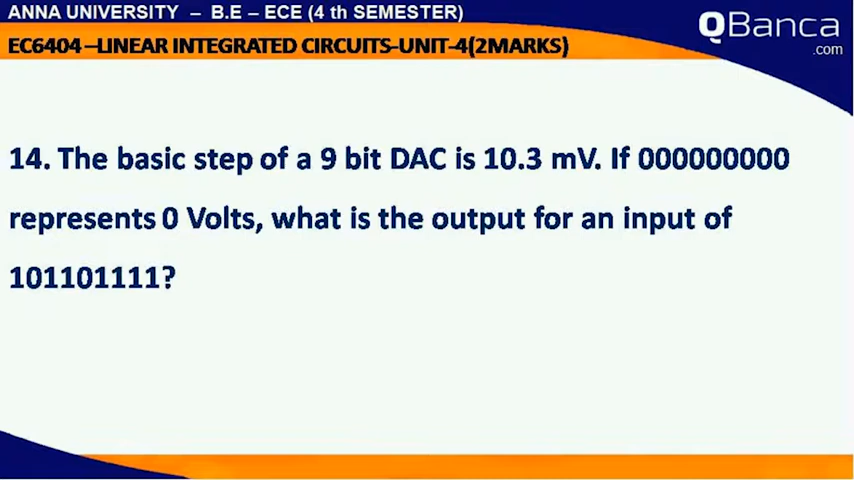 ANNA UNIVERSITY – B.E – ECE (4 th SEMESTER)
QBanca
.com
EC6404 –LINEAR INTEGRATED CIRCUITS-UNIT-4(2MARKS)
14. The basic step of a 9 bit DAC is 10.3 mV. If 000000000
represents 0 Volts, what is the output for an input of
101101111?